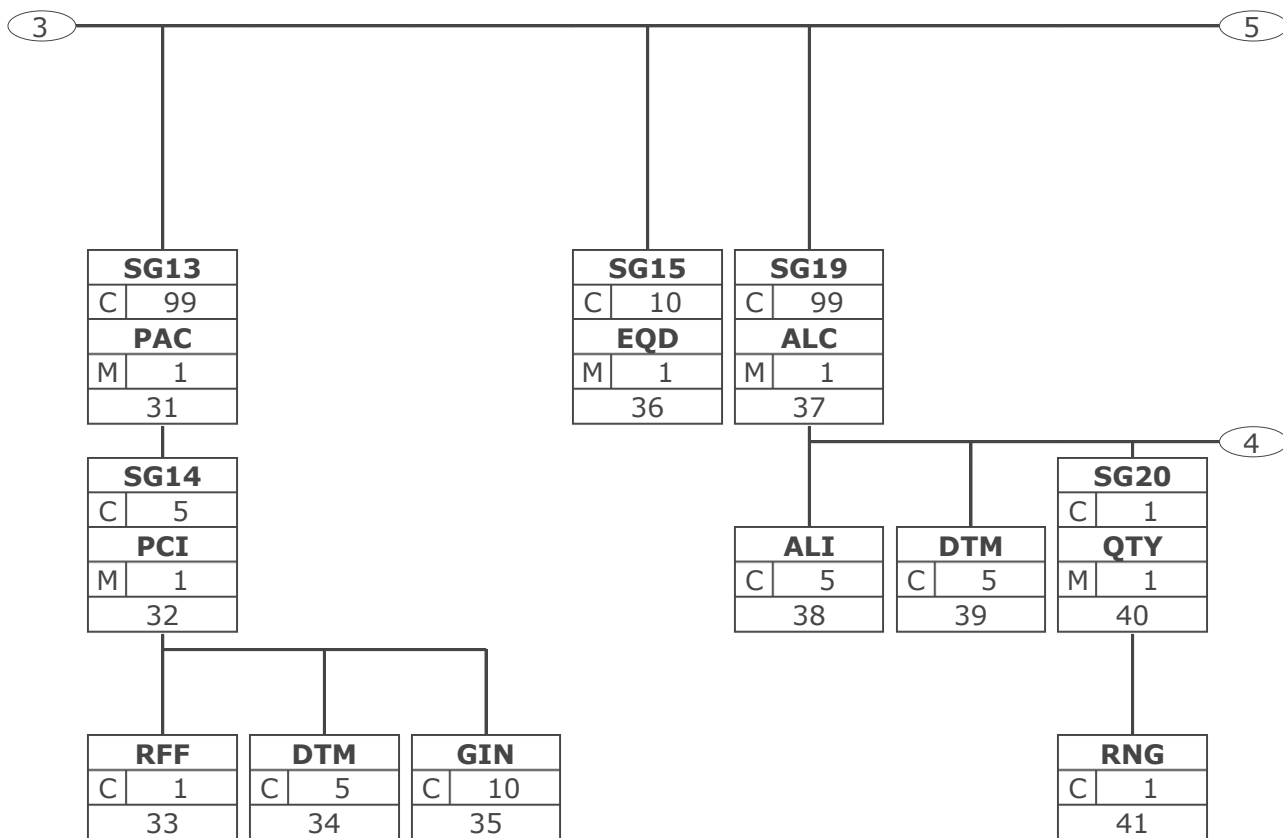 3
5
SG13
C 99
PAC
M 1
31
SG15
C 10
EQD
M 1
36
SG19
C 99
ALC
M 1
37
4
SG14
C 5
PCI
M 1
32
ALI
C 5
38
DTM
C 5
39
SG20
C 1
QTY
M 1
40
RFF
C 1
33
DTM
C 5
34
GIN
C 10
35
RNG
C 1
41